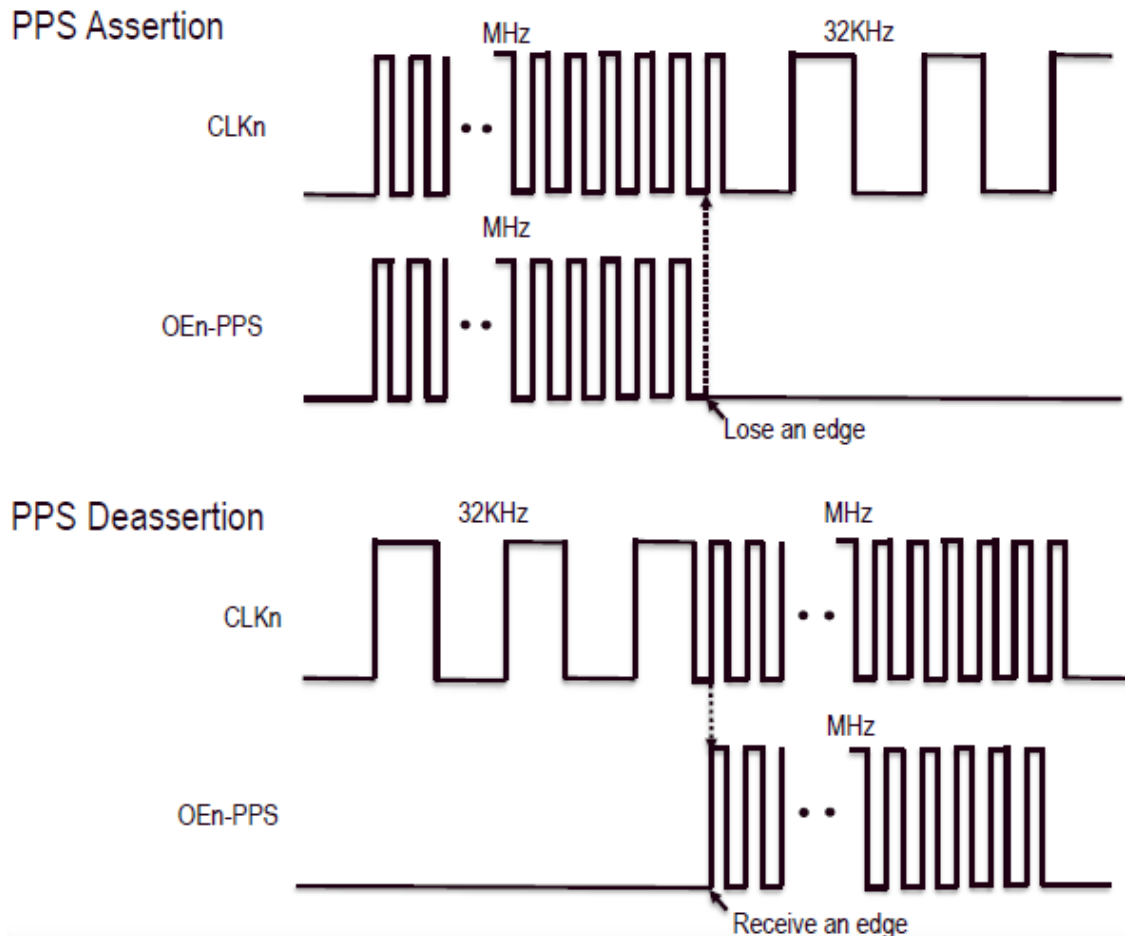 PPS Assertion
MHz
32KHz
CLKn
MHz
OEn-PPS
Lose an edge
PPS Deassertion
32KHz
MHz
CLKn
MHz
OEn-PPS
Receive an edge